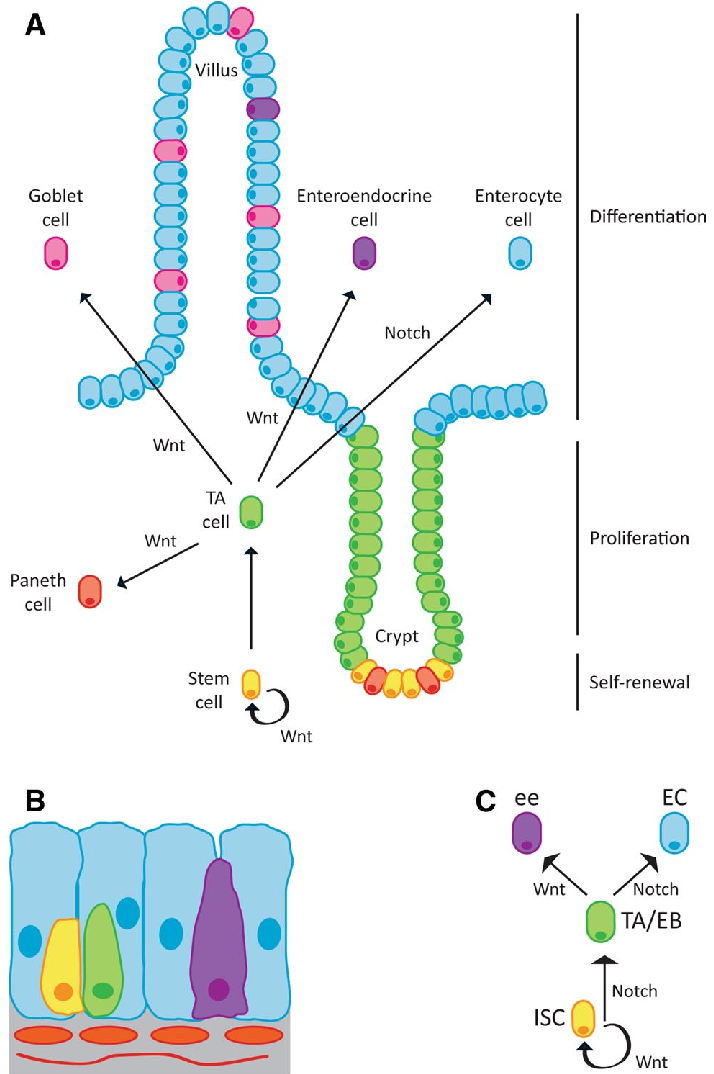 A
Villus
Goblet
cell
Enteroendocrine
cell
Enterocyte
cell
Differentiation
Notch
Wnt
Wnt
TA
cell
Wnt
Proliferation
Paneth
cell
Crypt
Stem
cell
Self-renewal
Wnt
B
C
ee
EC
Wnt
Notch
TA/EB
Notch
ISC
Wnt